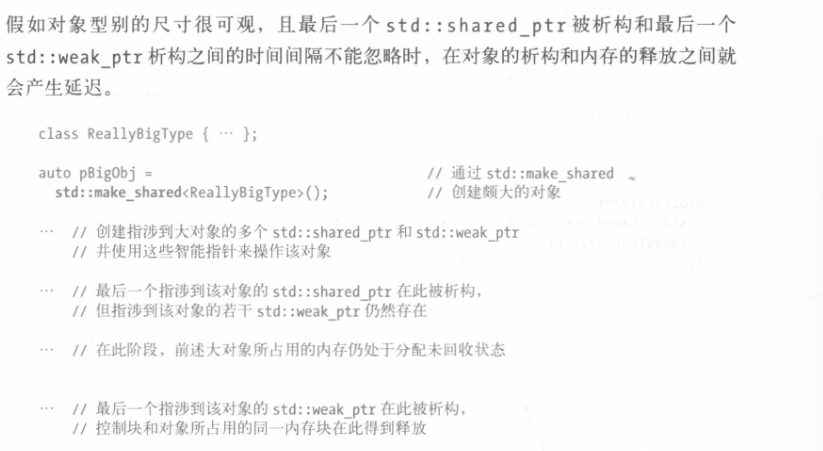 假如对象型别的尺寸很可观，且最后一个 std::shared_ptr 被析构和最后一个
std::weak_ptr 析构之间的时间间隔不能忽略时，在对象的析构和内存的释放之间就
会产生延迟。
class ReallyBigType { … };
auto pBigObj = // 通过 std::make_shared
std::make_shared<ReallyBigType>(); // 创建颇大的对象
… // 创建指涉到大对象的多个 std::shared_ptr 和 std::weak_ptr
// 并使用这些智能指针来操作该对象
… // 最后一个指涉到该对象的 std::shared_ptr 在此被析构，
// 但指涉到该对象的若干 std::weak_ptr 仍然存在
… // 在此阶段，前述大对象所占用的内存仍处于分配未回收状态
… // 最后一个指涉到该对象的 std::weak_ptr 在此被析构，
// 控制块和对象所占用的同一内存块在此得到释放